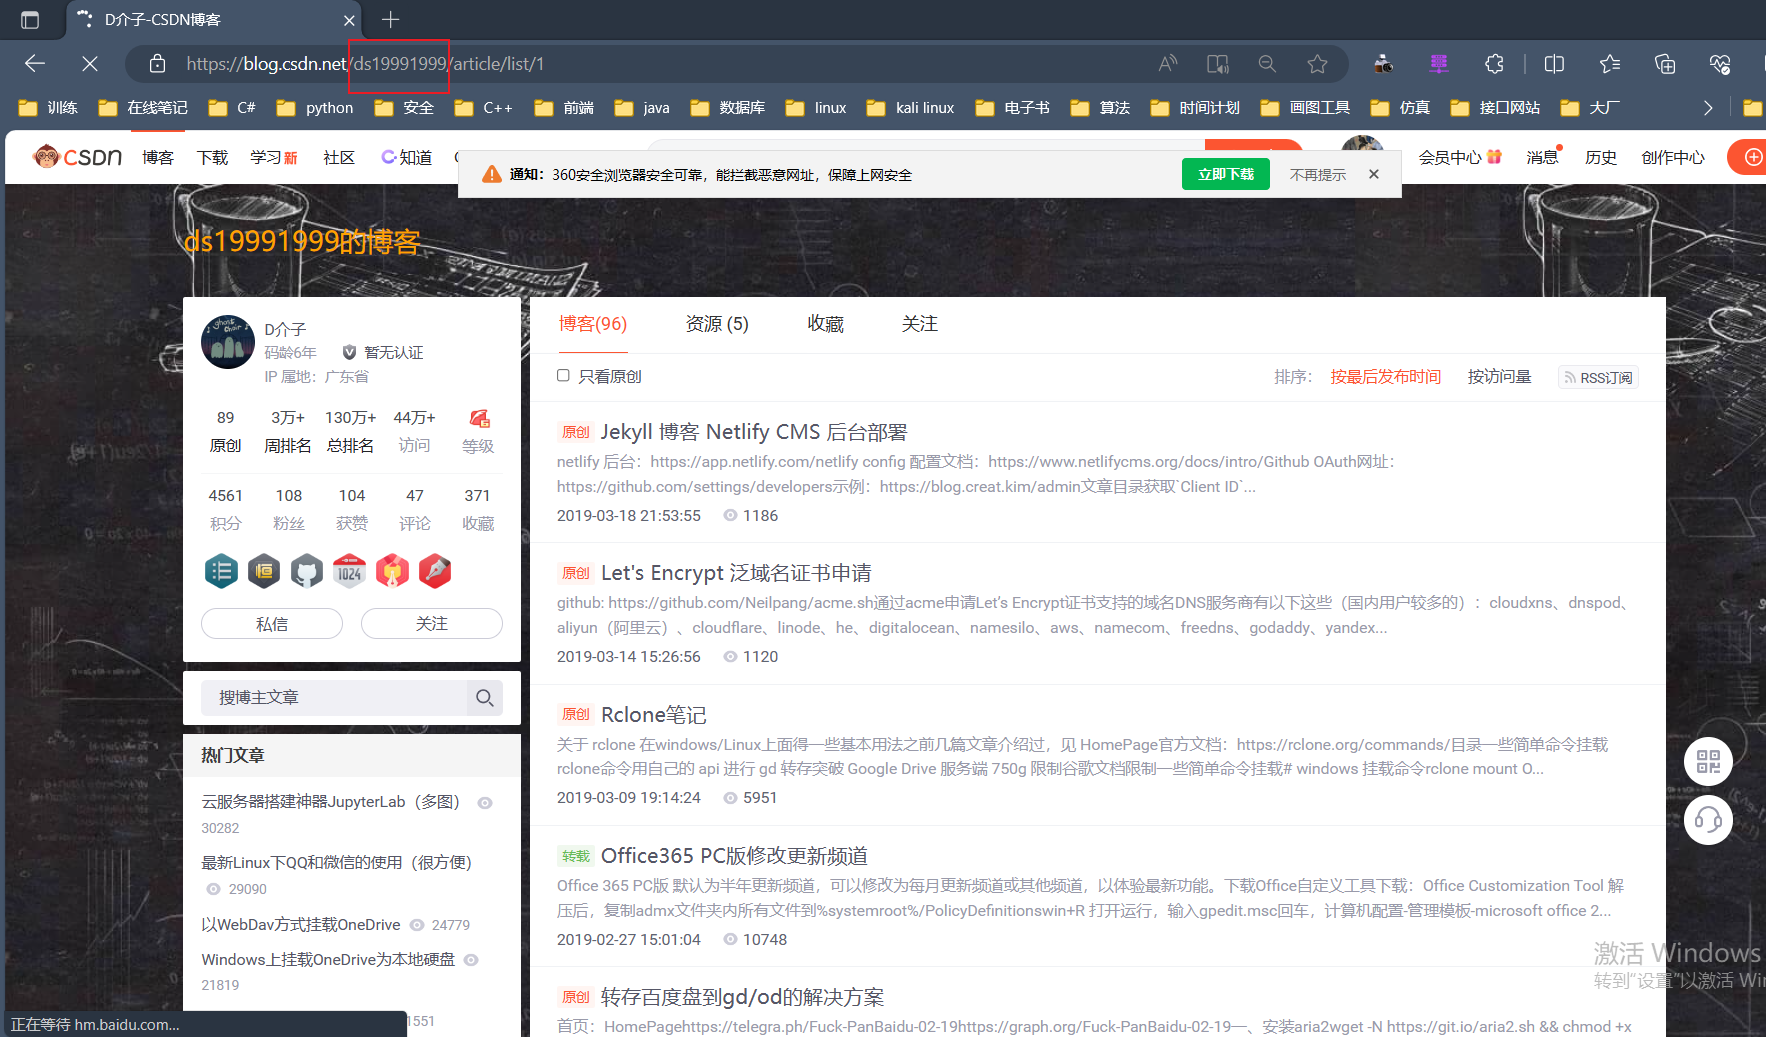 D介子-CSDN博客
https://blog.csdn.net/ds19991999/article/list/1
训练 在线笔记 C# python 安全 C++ 前端 java 数据库 linux kali linux 电子书 算法 时间计划 画图工具 仿真 接口网站 大厂
CSDN 博客 下载 学习 新 社区 C知道 会员中心 消息 历史 创作中心
通知：360安全浏览器安全可靠，能拦截恶意网址，保障上网安全 立即下载 不再提示
ds19991999的博客
D介子
码龄6年 暂无认证
IP 属地：广东省
89 3万+ 130万+ 44万+
原创 周排名 总排名 访问 等级
4561 108 104 47 371
积分 粉丝 获赞 评论 收藏
1024
私信 关注
搜博主文章
热门文章
云服务器搭建神器JupyterLab（多图）
30282
最新Linux下QQ和微信的使用（很方便）
29090
以WebDav方式挂载OneDrive 24779
Windows上挂载OneDrive为本地硬盘
21819
1551
正在等待 hm.baidu.com...
博客(96) 资源 (5) 收藏 关注
只看原创 排序： 按最后发布时间 按访问量 RSS订阅
原创 Jekyll 博客 Netlify CMS 后台部署
netlify 后台：https://app.netlify.com/netlify config 配置文档：https://www.netlifycms.org/docs/intro/Github OAuth网址：
https://github.com/settings/developers示例：https://blog.creat.kim/admin文章目录获取`Client ID`...
2019-03-18 21:53:55 1186
原创 Let's Encrypt 泛域名证书申请
github: https://github.com/Neilpang/acme.sh通过acme申请Let’s Encrypt证书支持的域名DNS服务商有以下这些（国内用户较多的）：cloudxns、dnspod、
aliyun（阿里云）、cloudflare、linode、he、digitalocean、namesilo、aws、namecom、freedns、godaddy、yandex...
2019-03-14 15:26:56 1120
原创 Rclone笔记
关于 rclone 在windows/Linux上面得一些基本用法之前几篇文章介绍过，见 HomePage官方文档：https://rclone.org/commands/目录一些简单命令挂载
rclone命令用自己的 api 进行 gd 转存突破 Google Drive 服务端 750g 限制谷歌文档限制一些简单命令挂载# windows 挂载命令rclone mount O...
2019-03-09 19:14:24 5951
转载 Office365 PC版修改更新频道
Office 365 PC版 默认为半年更新频道，可以修改为每月更新频道或其他频道，以体验最新功能。下载Office自定义工具下载：Office Customization Tool 解
压后，复制admx文件夹内所有文件到%systemroot%/PolicyDefinitionswin+R 打开运行，输入gpedit.msc回车，计算机配置-管理模板-microsoft office 2...
2019-02-27 15:01:04 10748
原创 转存百度盘到gd/od的解决方案
首页：HomePagehttps://telegra.ph/Fuck-PanBaidu-02-19https://graph.org/Fuck-PanBaidu-02-19一、安装aria2wget -N https://git.io/aria2.sh && chmod +x
激活 Windows
转到"设置"以激活 Win